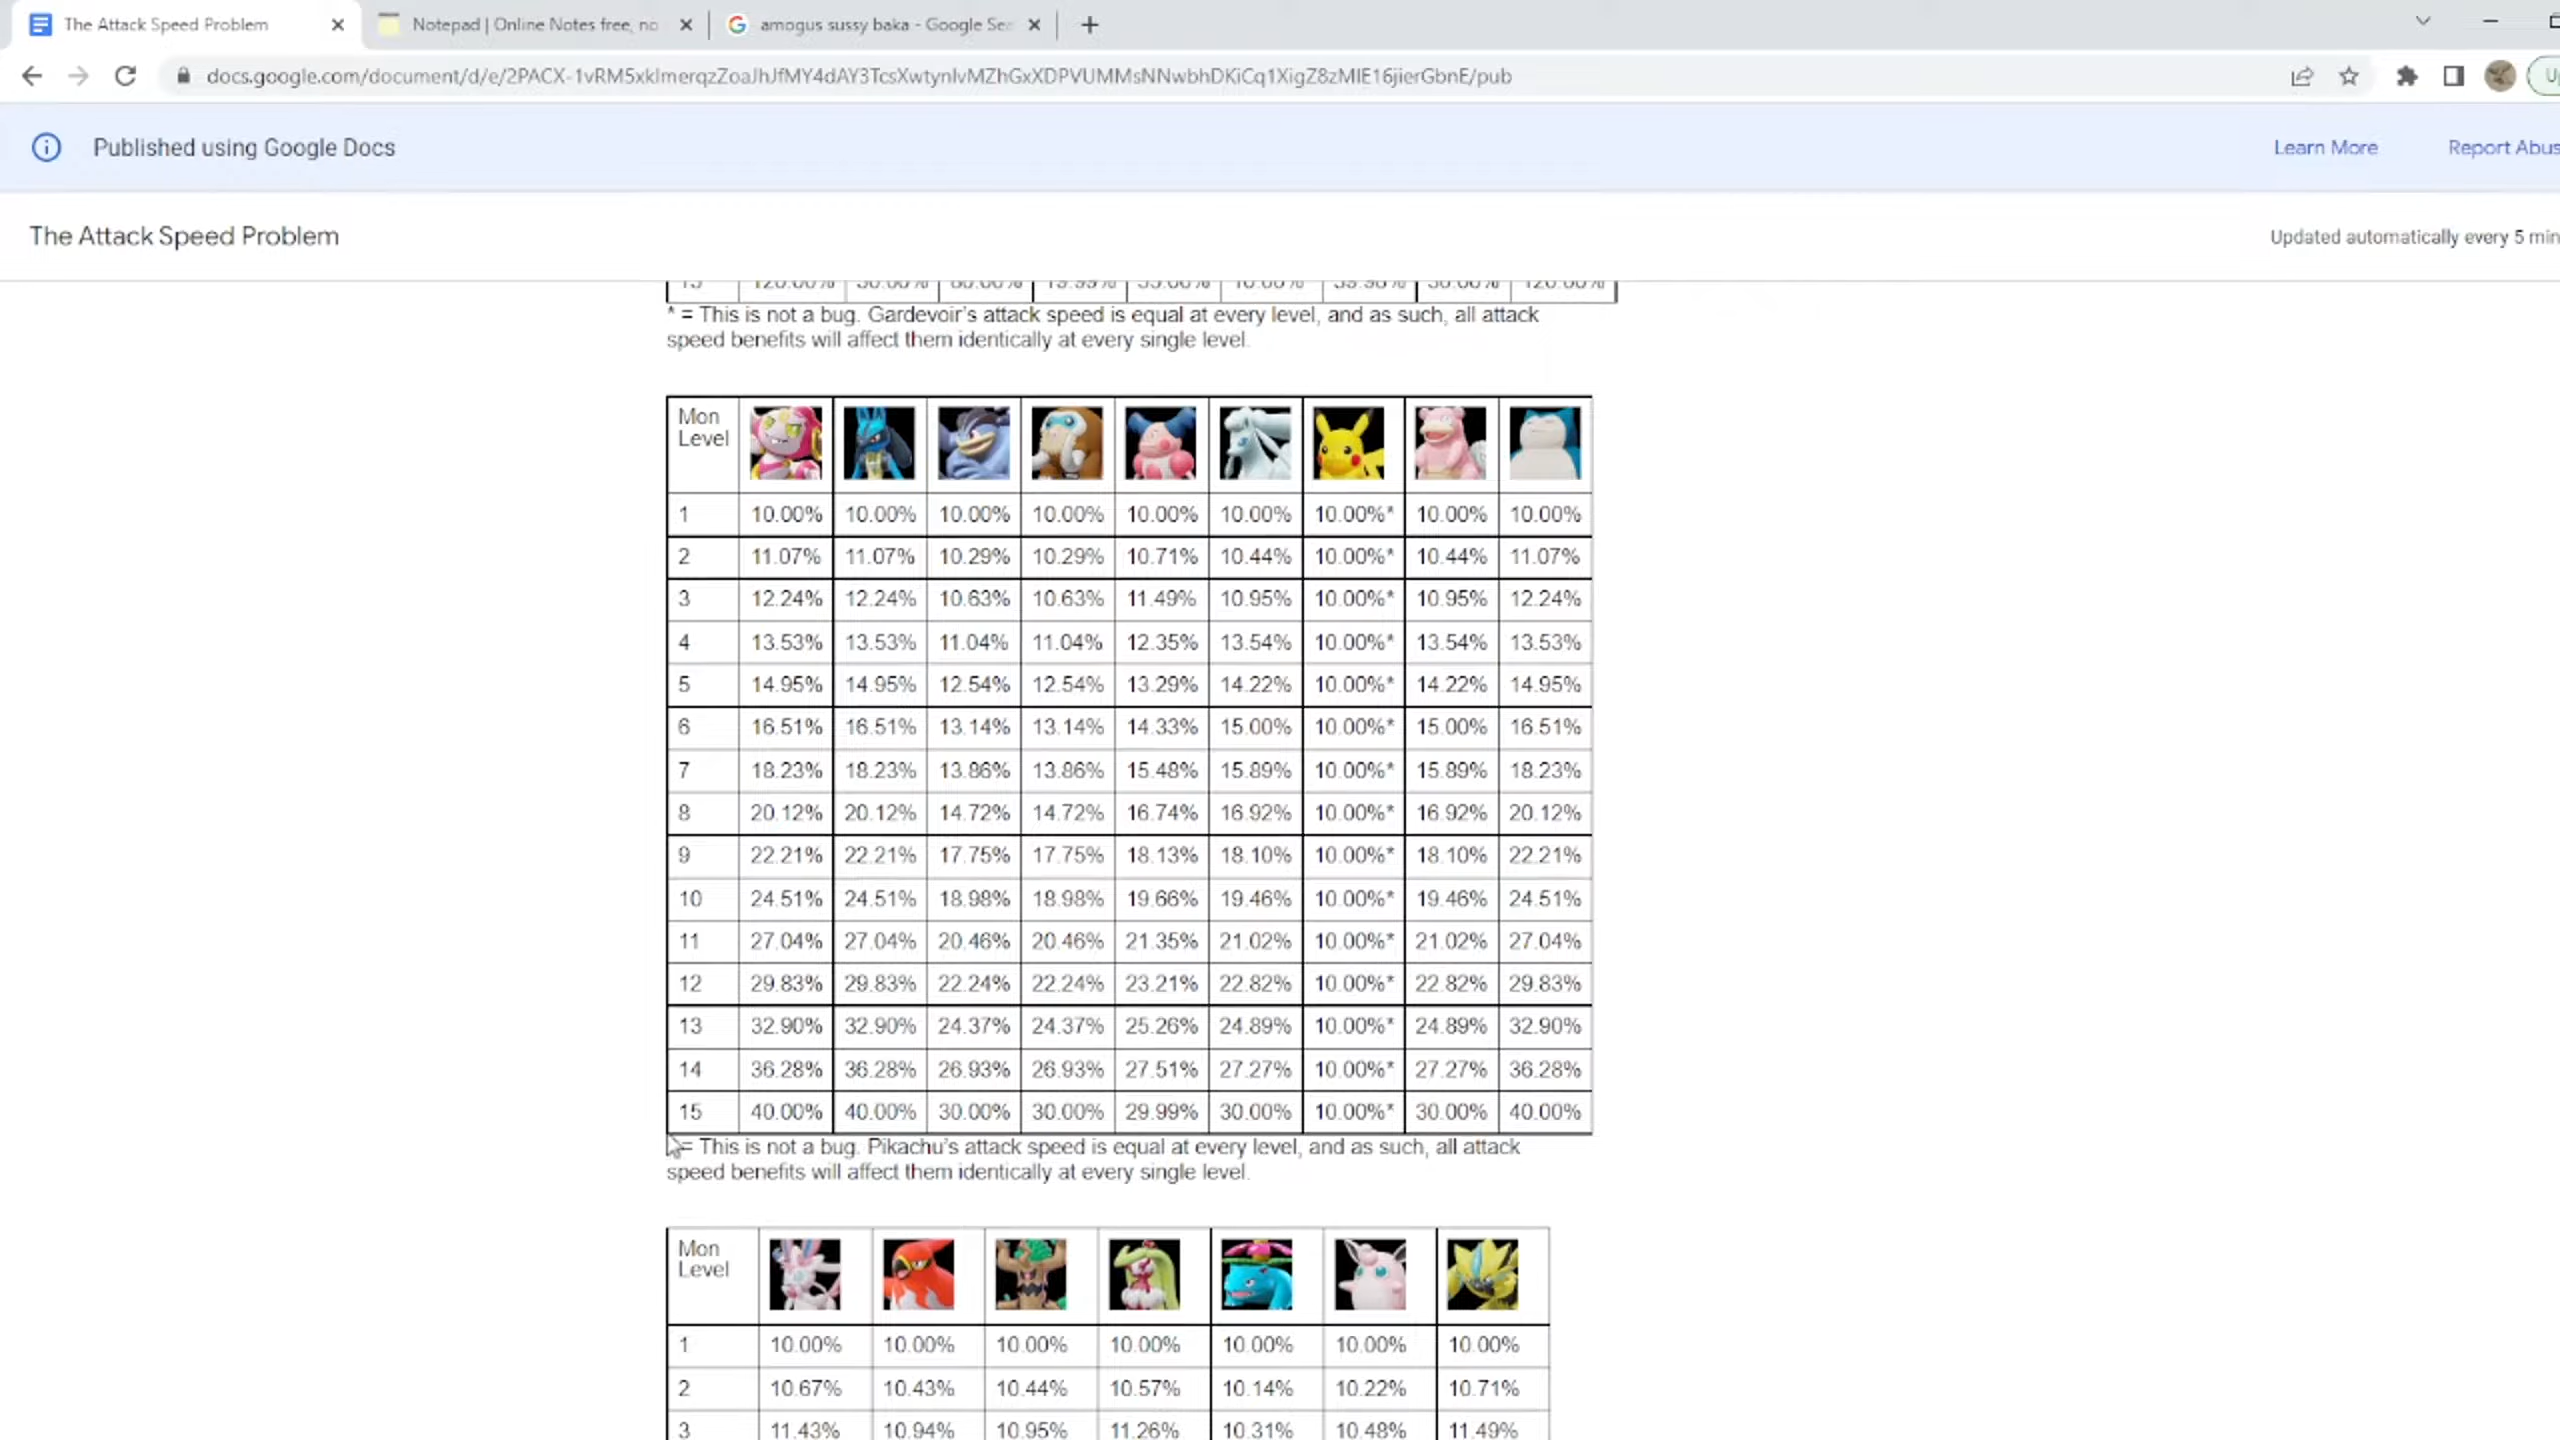 The Attack Speed Problem
Notepad | Online Notes free, no
amogus sussy baka - Google Sea
docs.google.com/document/d/e/2PACX-1vRM5xklmerqzZoaJhJfMY4dAY3TcsXwtynlvMZhGxXDPVUMMsNNwbhDKiCq1XigZ8zMIE16jierGbnE/pub
Published using Google Docs
Learn More
Report Abus
The Attack Speed Problem
Updated automatically every 5 min
* = This is not a bug. Gardevoir's attack speed is equal at every level, and as such, all attack
speed benefits will affect them identically at every single level.
Mon
Level
1 10.00% 10.00% 10.00% 10.00% 10.00% 10.00% 10.00%* 10.00% 10.00%
2 11.07% 11.07% 10.29% 10.29% 10.71% 10.44% 10.00%* 10.44% 11.07%
3 12.24% 12.24% 10.63% 10.63% 11.49% 10.95% 10.00%* 10.95% 12.24%
4 13.53% 13.53% 11.04% 11.04% 12.35% 13.54% 10.00%* 13.54% 13.53%
5 14.95% 14.95% 12.54% 12.54% 13.29% 14.22% 10.00%* 14.22% 14.95%
6 16.51% 16.51% 13.14% 13.14% 14.33% 15.00% 10.00%* 15.00% 16.51%
7 18.23% 18.23% 13.86% 13.86% 15.48% 15.89% 10.00%* 15.89% 18.23%
8 20.12% 20.12% 14.72% 14.72% 16.74% 16.92% 10.00%* 16.92% 20.12%
9 22.21% 22.21% 17.75% 17.75% 18.13% 18.10% 10.00%* 18.10% 22.21%
10 24.51% 24.51% 18.98% 18.98% 19.66% 19.46% 10.00%* 19.46% 24.51%
11 27.04% 27.04% 20.46% 20.46% 21.35% 21.02% 10.00%* 21.02% 27.04%
12 29.83% 29.83% 22.24% 22.24% 23.21% 22.82% 10.00%* 22.82% 29.83%
13 32.90% 32.90% 24.37% 24.37% 25.26% 24.89% 10.00%* 24.89% 32.90%
14 36.28% 36.28% 26.93% 26.93% 27.51% 27.27% 10.00%* 27.27% 36.28%
15 40.00% 40.00% 30.00% 30.00% 29.99% 30.00% 10.00%* 30.00% 40.00%
= This is not a bug. Pikachu's attack speed is equal at every level, and as such, all attack
speed benefits will affect them identically at every single level.
Mon
Level
1 10.00% 10.00% 10.00% 10.00% 10.00% 10.00% 10.00%
2 10.67% 10.43% 10.44% 10.57% 10.14% 10.22% 10.71%
3 11.43% 10.94% 10.95% 11.26% 10.31% 10.48% 11.49%